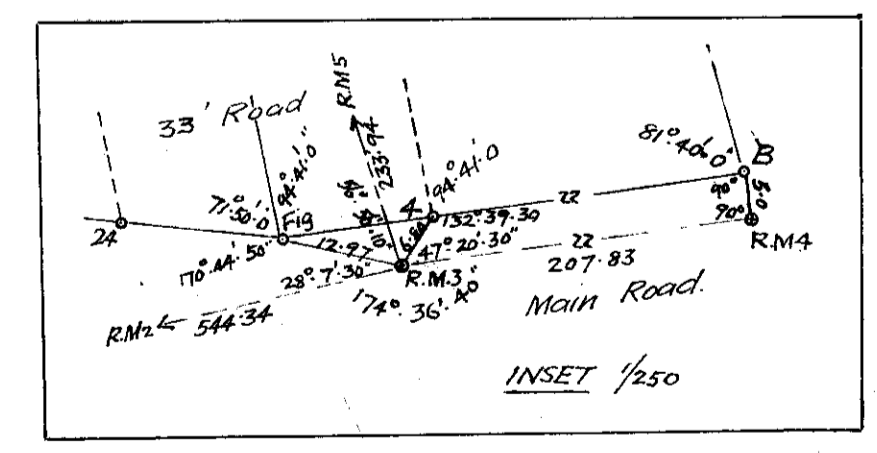 R.M5
33' Road
233.94
81°.40'.0"
94°.41'.0"
94.41.0
B
71°.50'.0
Fig
4
132°.39.30
22
90°
5.0
24
12.97
6.80
47° 20'.30"
90°
R.M4
170°.44'.50"
28°.7'.30"
R.M.3
22
207.83
174°.36'.40"
Main Road.
R.M2
544.34
INSET 1/250